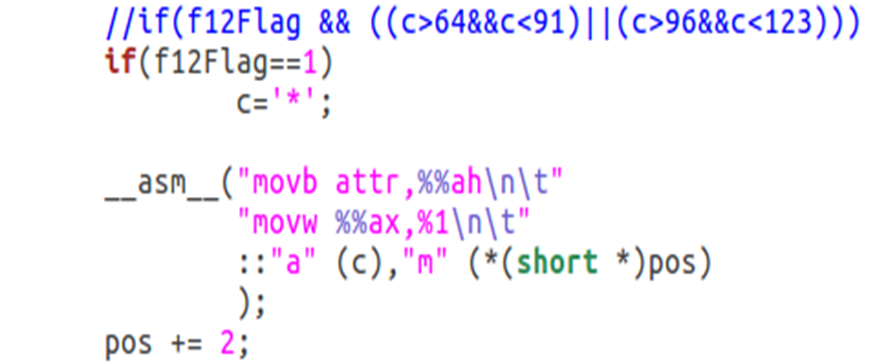 //if(f12Flag && ((c>64&&c<91)||(c>96&&c<123)))
if(f12Flag==1)
c='*';
__asm__("movb attr,%%ah\n\t"
"movw %%ax,%1\n\t"
::"a" (c),"m" (*(short *)pos)
);
pos += 2;